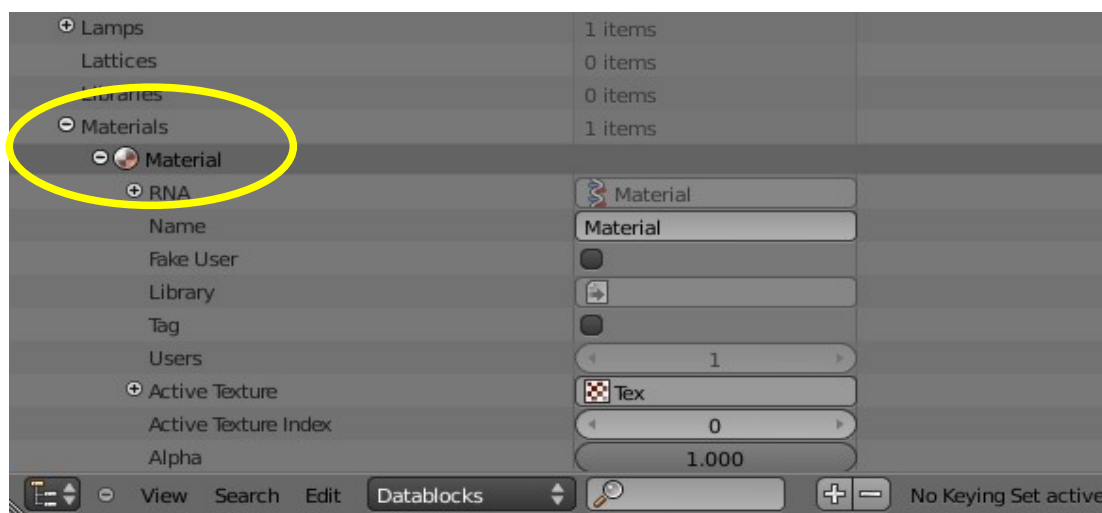 Lamps 1 items
Lattices 0 items
Libraries 0 items
Materials 1 items
Material
RNA Material
Name Material
Fake User
Library
Tag
Users 1
Active Texture Tex
Active Texture Index 0
Alpha 1.000
View Search Edit Datablocks No Keying Set active